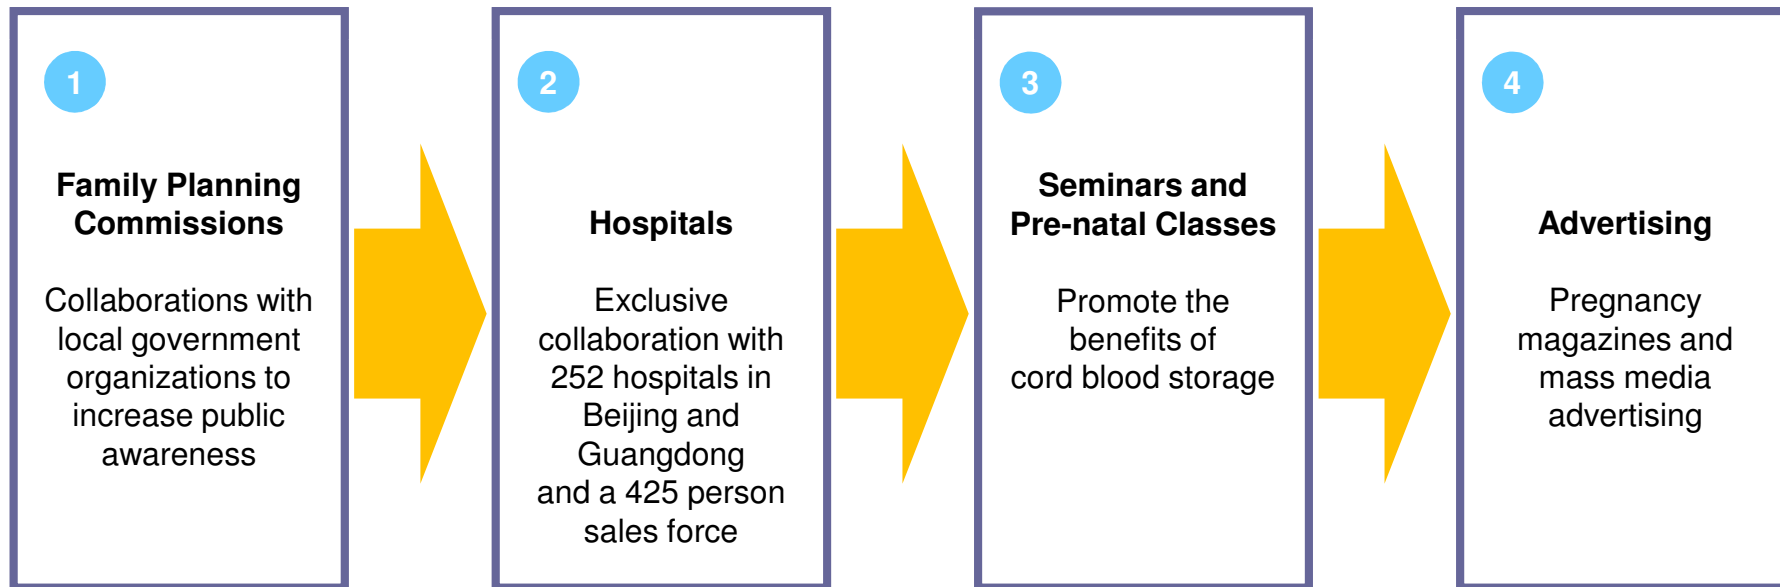 1
Family Planning
Commissions
Collaborations with
local government
organizations to
increase public
awareness
2
Hospitals
Exclusive
collaboration with
252 hospitals in
Beijing and
Guangdong
and a 425 person
sales force
3
Seminars and
Pre-natal Classes
Promote the
benefits of
cord blood storage
4
Advertising
Pregnancy
magazines and
mass media
advertising